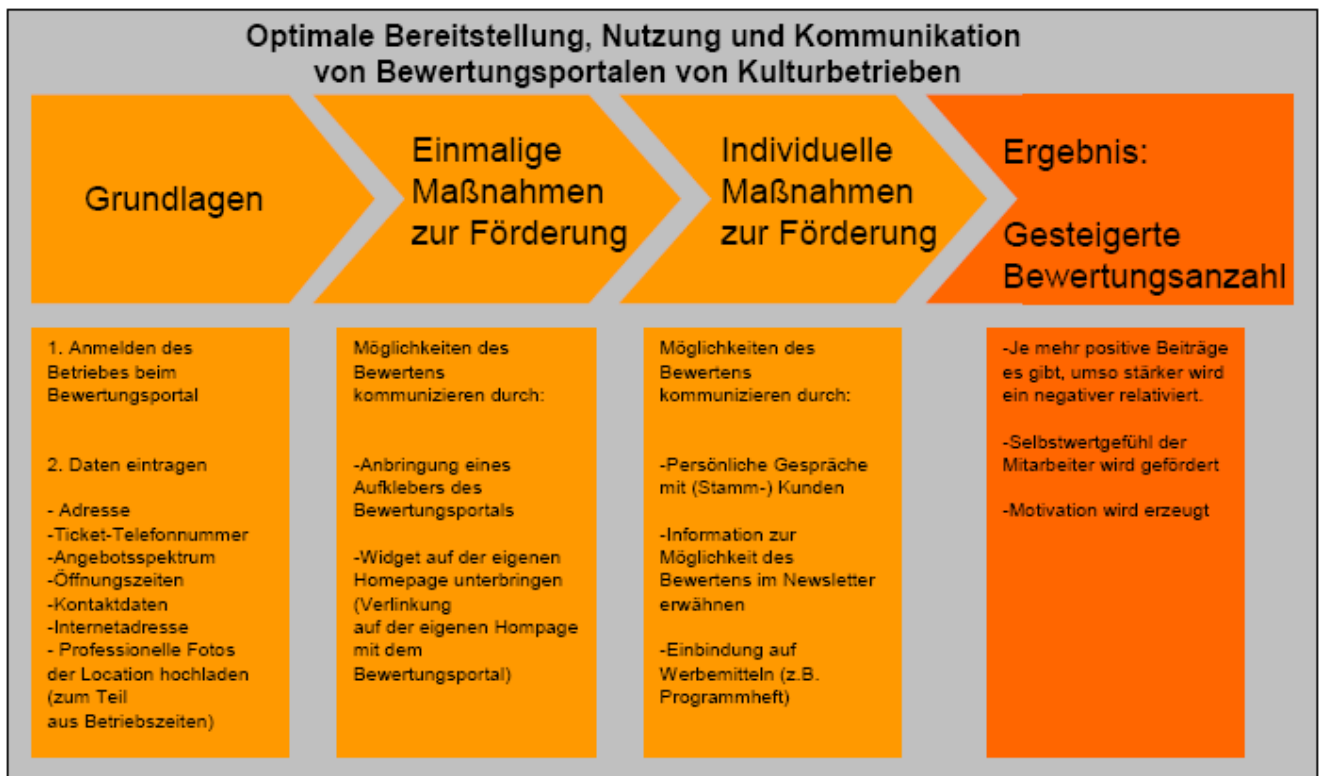 Optimale Bereitstellung, Nutzung und Kommunikation
von Bewertungsportalen von Kulturbetrieben
Grundlagen
Einmalige
Maßnahmen
zur Förderung
Individuelle
Maßnahmen
zur Förderung
Ergebnis:
Gesteigerte
Bewertungsanzahl
1. Anmelden des
Betriebes beim
Bewertungsportal
2. Daten eintragen
- Adresse
-Ticket-Telefonnummer
-Angebotsspektrum
-Öffnungszeiten
-Kontaktdaten
-Internetadresse
- Professionelle Fotos
der Location hochladen
(zum Teil
aus Betriebszeiten)
Möglichkeiten des
Bewertens
kommunizieren durch:
-Anbringung eines
Aufklebers des
Bewertungsportals
-Widget auf der eigenen
Homepage unterbringen
(Verlinkung
auf der eigenen Hompage
mit dem
Bewertungsportal)
Möglichkeiten des
Bewertens
kommunizieren durch:
-Persönliche Gespräche
mit (Stamm-) Kunden
-Information zur
Möglichkeit des
Bewertens im Newsletter
erwähnen
-Einbindung auf
Werbemitteln (z.B.
Programmheft)
-Je mehr positive Beiträge
es gibt, umso stärker wird
ein negativer relativiert.
-Selbstwertgefühl der
Mitarbeiter wird gefördert
-Motivation wird erzeugt